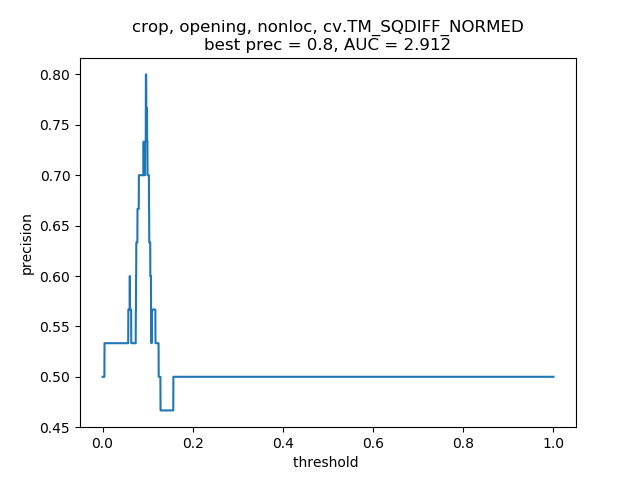 crop, opening, nonloc, cv.TM_SQDIFF_NORMED
best prec = 0.8, AUC = 2.912
0.80
0.75
0.70
0.65
0.60
0.55
0.50
0.45
precision
0.0 0.2 0.4 0.6 0.8 1.0
threshold